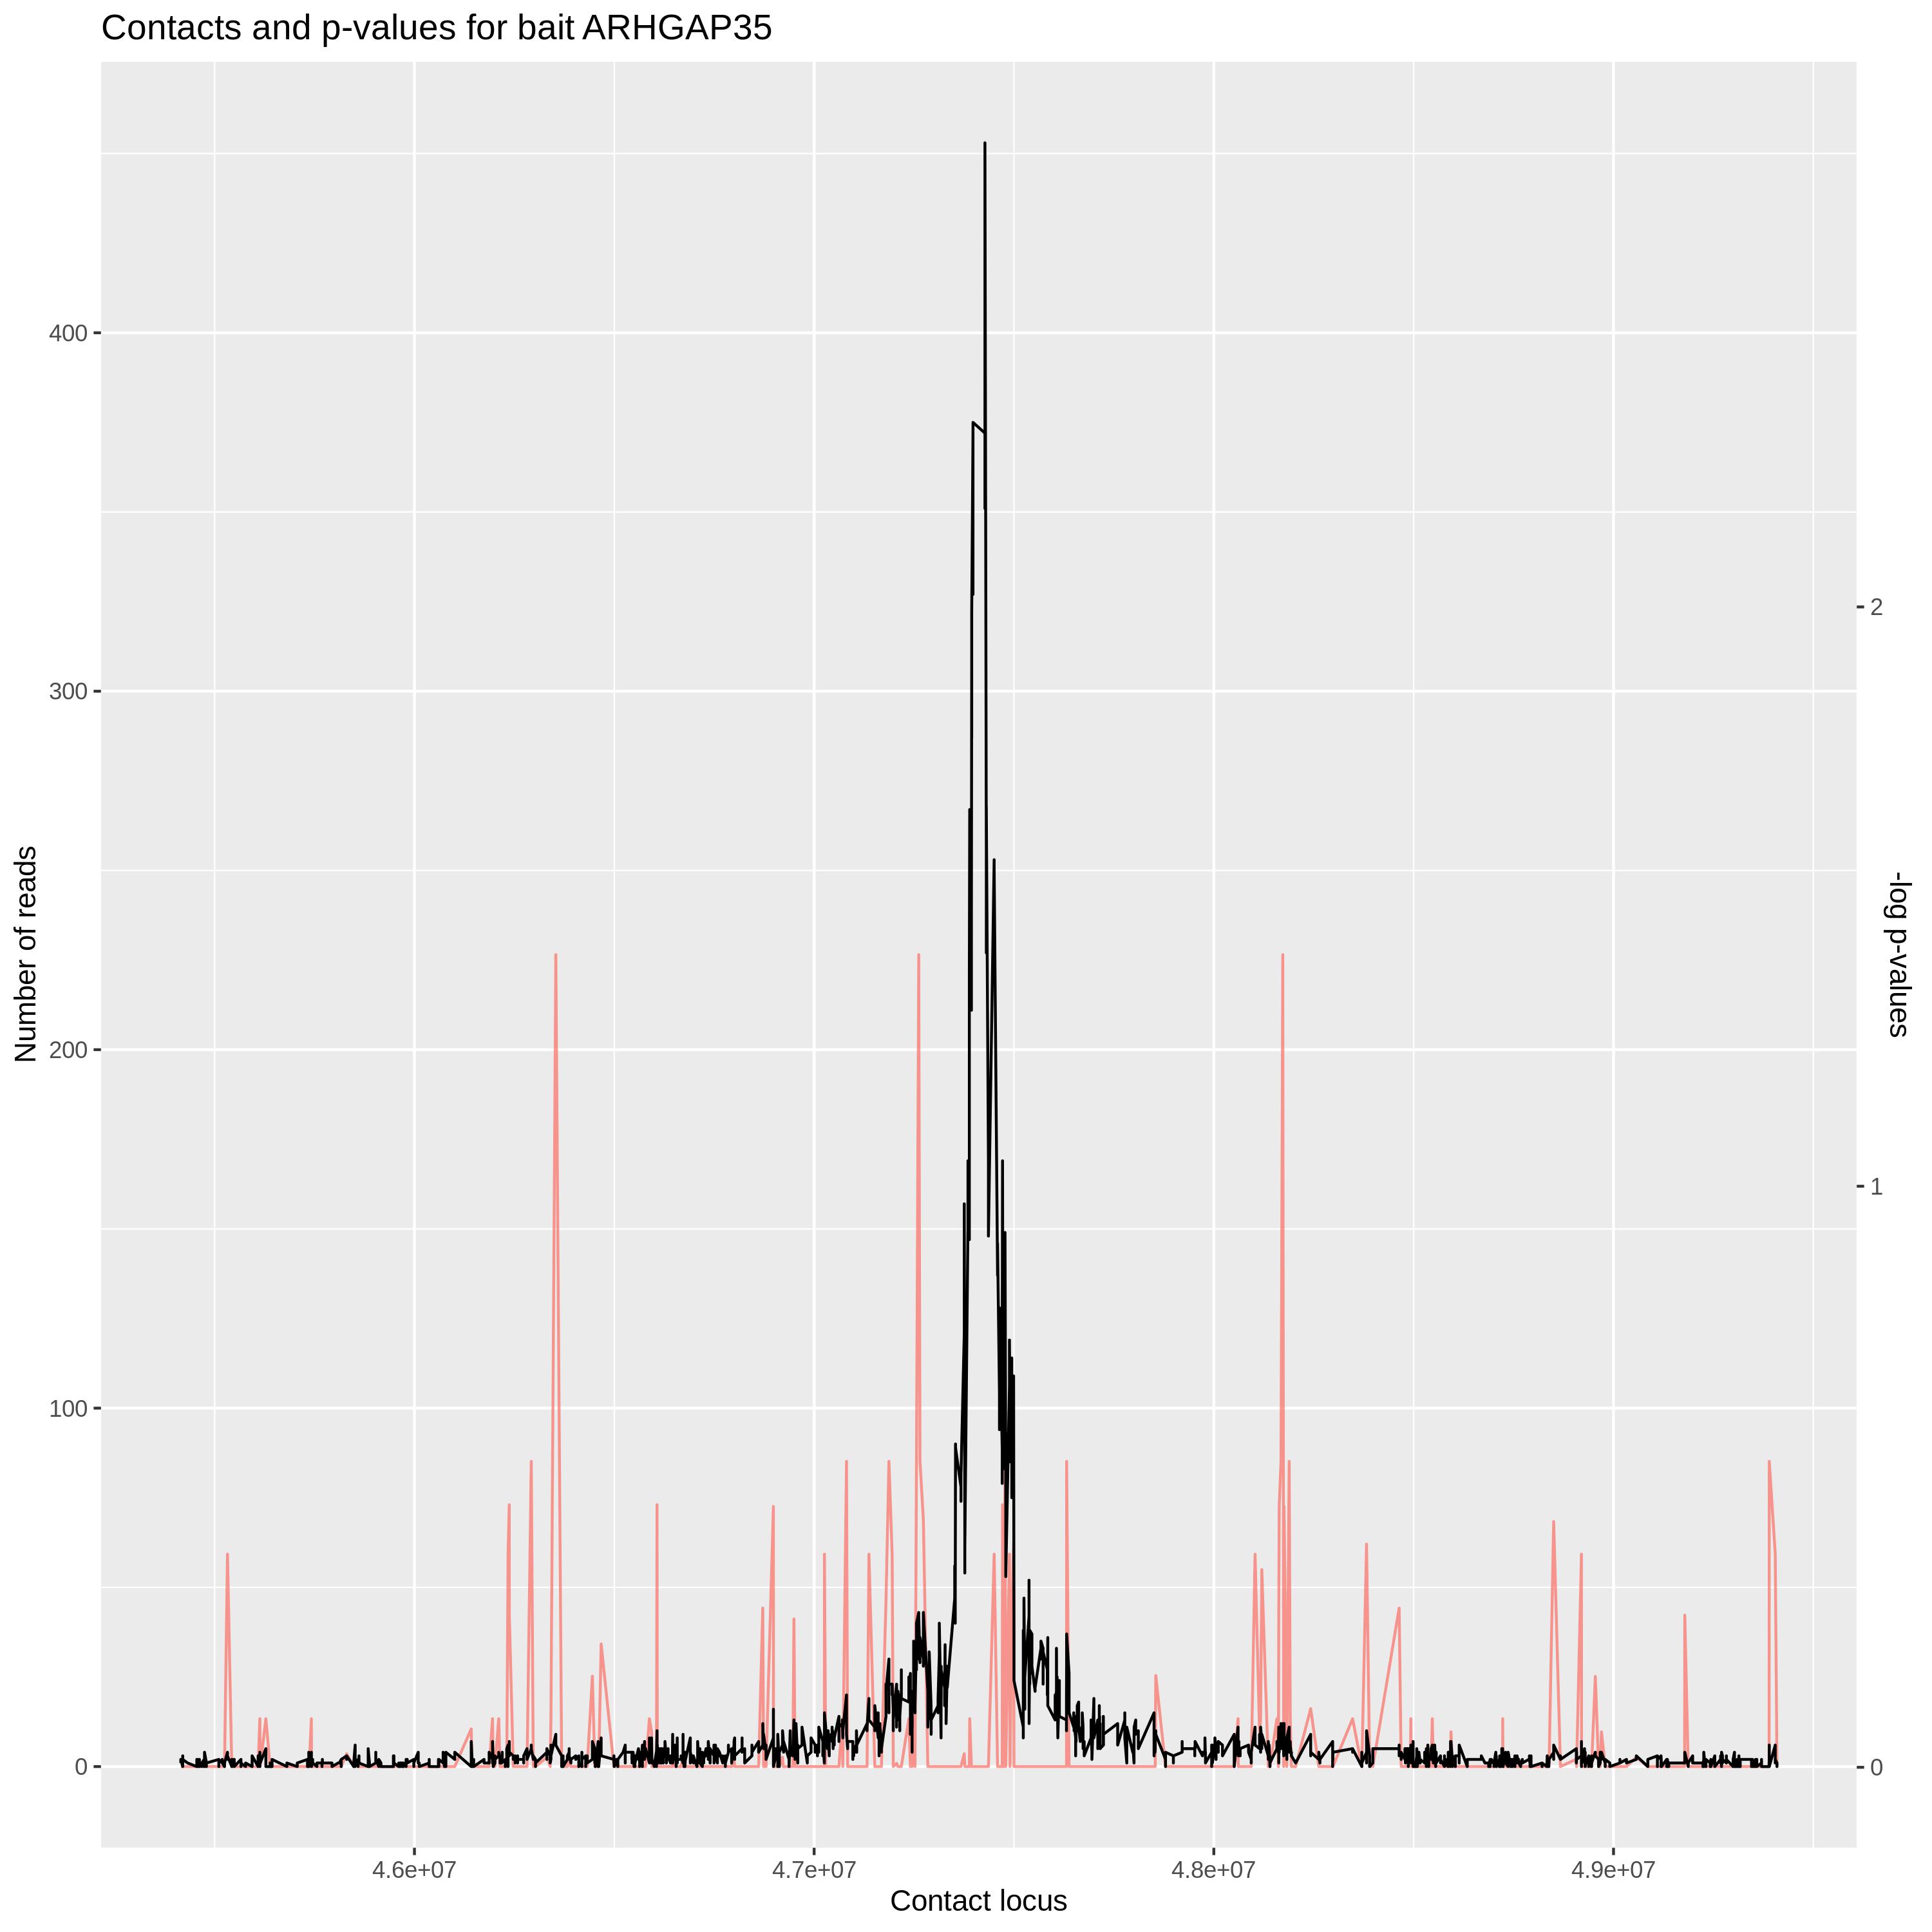 Contacts and p-values for bait ARHGAP35
Number of reads
400
300
200
100
0
2
1
0
-log p-values
4.6e+07
4.7e+07
4.8e+07
4.9e+07
Contact locus